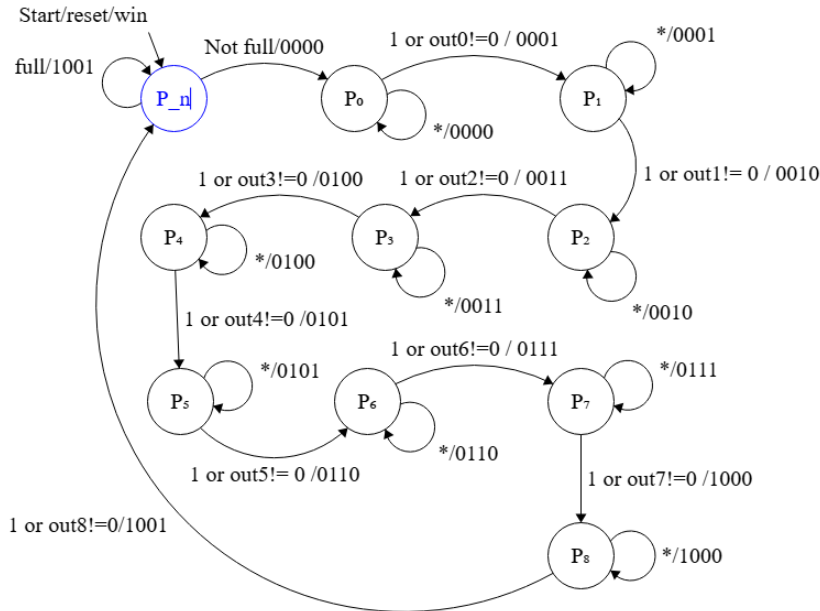 Start/reset/win
Not full/0000
1 or out0!=0 / 0001
*/0001
full/1001
P_n
P₀
P₁
*/0000
1 or out1!= 0 / 0010
1 or out3!=0 /0100
1 or out2!=0 / 0011
P₄
P₃
P₂
*/0100
*/0011
*/0010
1 or out4!=0 /0101
1 or out6!=0 / 0111
*/0101
*/0111
P₅
P₆
P₇
*/0110
1 or out5!= 0 /0110
1 or out7!=0 /1000
1 or out8!=0/1001
P₈
*/1000